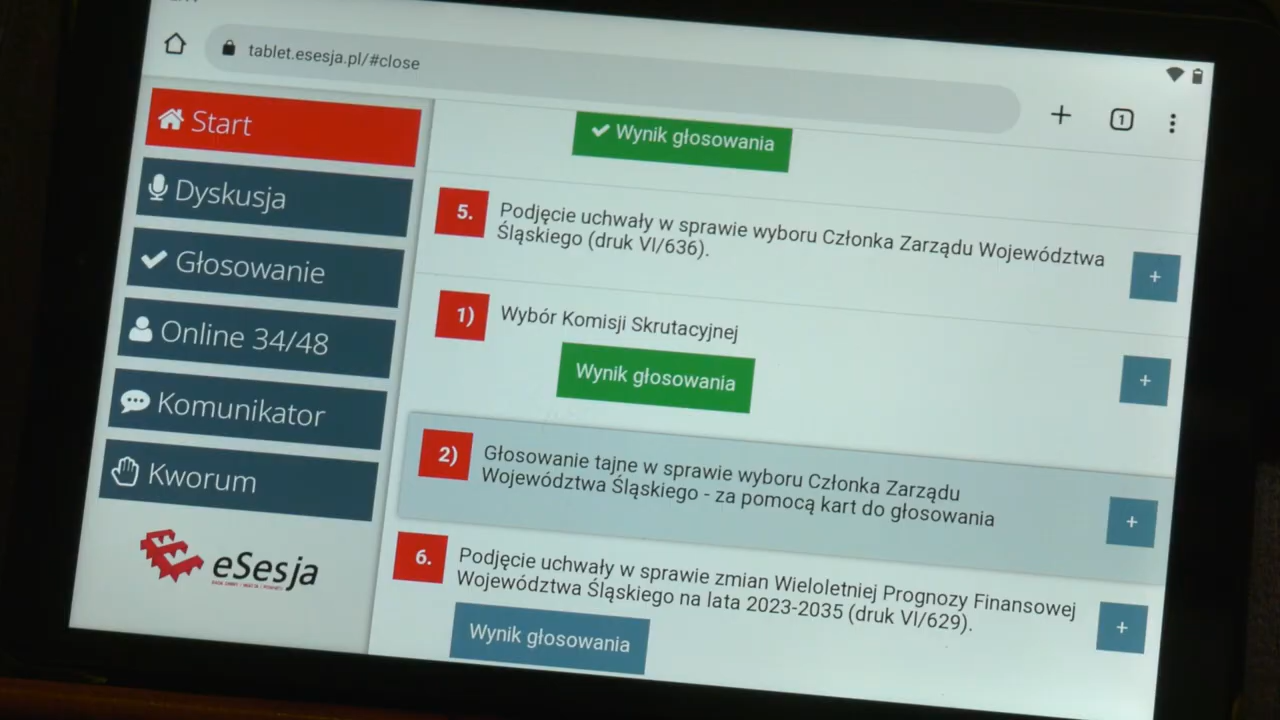 tablet.esesja.pl/#close
1
Start
Dyskusja
Głosowanie
Online 34/48
Komunikator
Kworum
eSesja
Wynik głosowania
5.
Podjęcie uchwały w sprawie wyboru Członka Zarządu Województwa
Śląskiego (druk VI/636).
+
1)
Wybór Komisji Skrutacyjnej
Wynik głosowania
+
2)
Głosowanie tajne w sprawie wyboru Członka Zarządu
Województwa Śląskiego - za pomocą kart do głosowania
+
6.
Podjęcie uchwały w sprawie zmian Wieloletniej Prognozy Finansowej
Województwa Śląskiego na lata 2023-2035 (druk VI/629).
+
Wynik głosowania